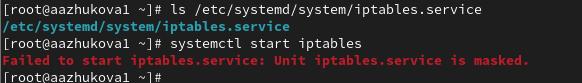 [root@aazhukova1 ~]# ls /etc/systemd/system/iptables.service
/etc/systemd/system/iptables.service
[root@aazhukova1 ~]# systemctl start iptables
Failed to start iptables.service: Unit iptables.service is masked.
[root@aazhukova1 ~]#